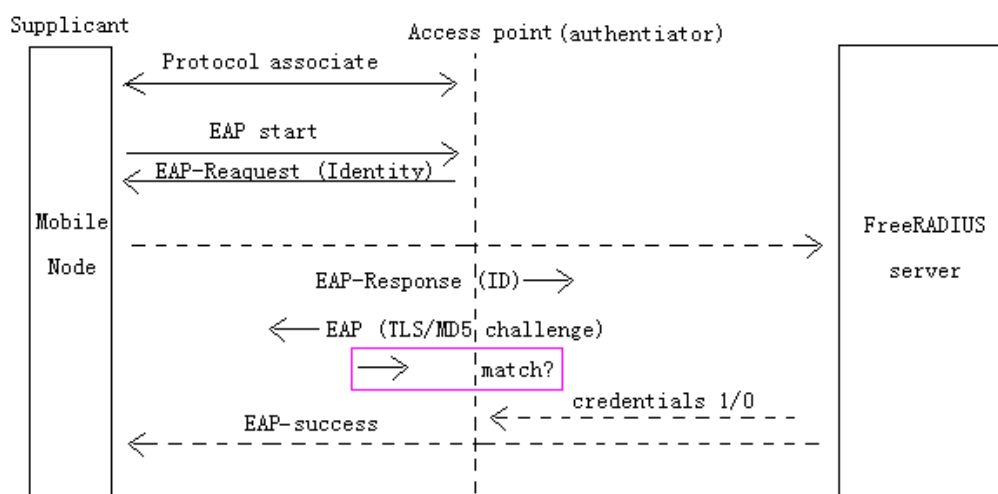 Supplicant
Access point (authentiator)
Protocol associate
EAP start
EAP-Reaquest (Identity)
Mobile
Node
FreeRADIUS
server
EAP-Response (ID)
EAP (TLS/MD5 challenge)
match?
credentials 1/0
EAP-success